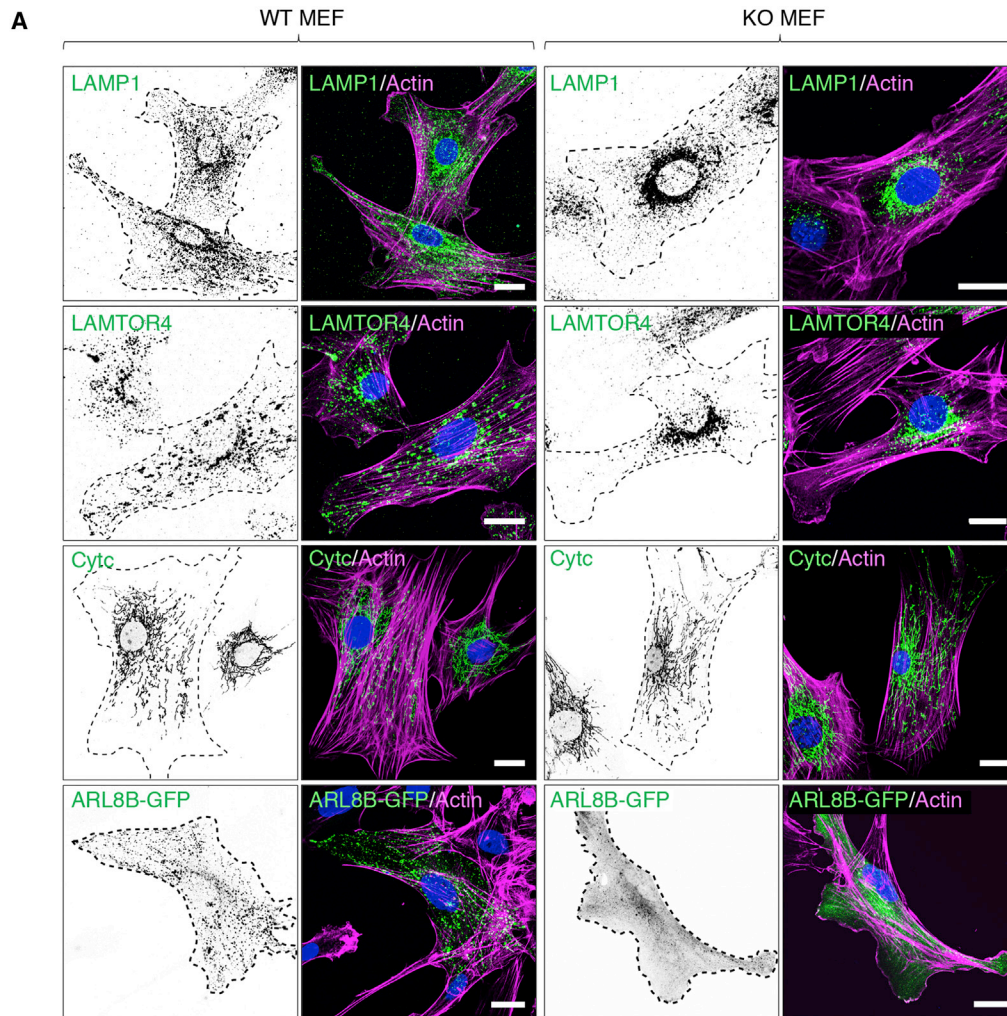 A
WT MEF
KO MEF
LAMP1
LAMP1/Actin
LAMP1
LAMP1/Actin
LAMTOR4
LAMTOR4/Actin
LAMTOR4
LAMTOR4/Actin
Cytc
Cytc/Actin
Cytc
Cytc/Actin
ARL8B-GFP
ARL8B-GFP/Actin
ARL8B-GFP
ARL8B-GFP/Actin